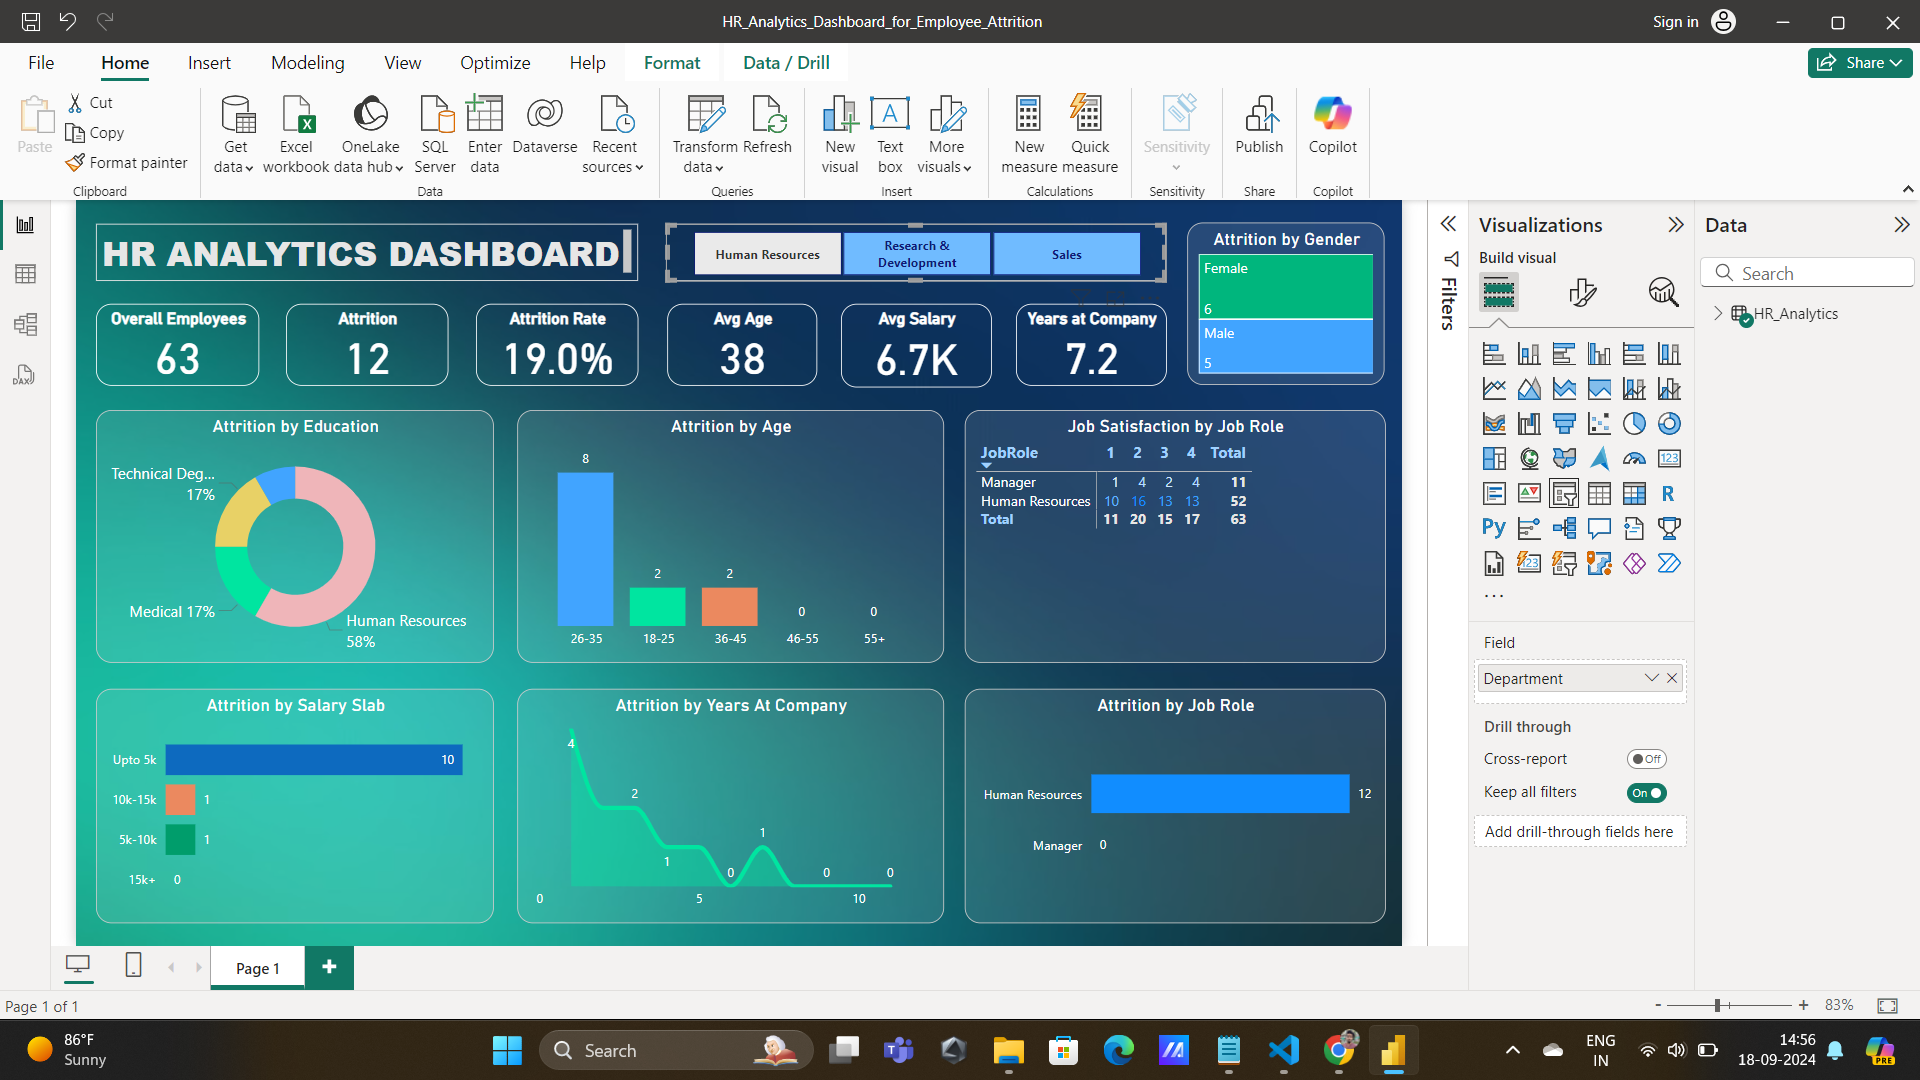 HR_Analytics_Dashboard_for_Employee_Attrition
Sign in
File
Home
Insert
Modeling
View
Optimize
Help
Format
Data / Drill
Share
Paste
Cut
Copy
Format painter
Clipboard
Get
data
Excel
workbook
OneLake
data hub
SQL
Server
Enter
data
Dataverse
Recent
sources
Data
Transform
data
Refresh
Queries
New
visual
Text
box
More
visuals
Insert
New
measure
Quick
measure
Calculations
Sensitivity
Sensitivity
Publish
Share
Copilot
Copilot
HR ANALYTICS DASHBOARD
Human Resources
Research &
Development
Sales
Attrition by Gender
Female
6
Male
5
Overall Employees
63
Attrition
12
Attrition Rate
19.0%
Avg Age
38
Avg Salary
6.7K
Years at Company
7.2
Attrition by Education
Technical Deg...
17%
Medical 17%
Human Resources
58%
Attrition by Age
8
2
2
0
0
26-35
18-25
36-45
46-55
55+
Job Satisfaction by Job Role
JobRole 1 2 3 4 Total
Manager 1 4 2 4 11
Human Resources 10 16 13 13 52
Total 11 20 15 17 63
Attrition by Salary Slab
Upto 5k 10
10k-15k 1
5k-10k 1
15k+ 0
Attrition by Years At Company
4
2
1
0
1
0
0
0
5
10
Attrition by Job Role
Human Resources 12
Manager 0
Filters
Visualizations
Build visual
123
R
Py
123
...
Field
Department
Drill through
Cross-report
Off
Keep all filters
On
Add drill-through fields here
Data
Search
HR_Analytics
DAX
Page 1
+
Page 1 of 1
-
+
83%
86°F
Sunny
Search
ENG
IN
14:56
18-09-2024
PRE